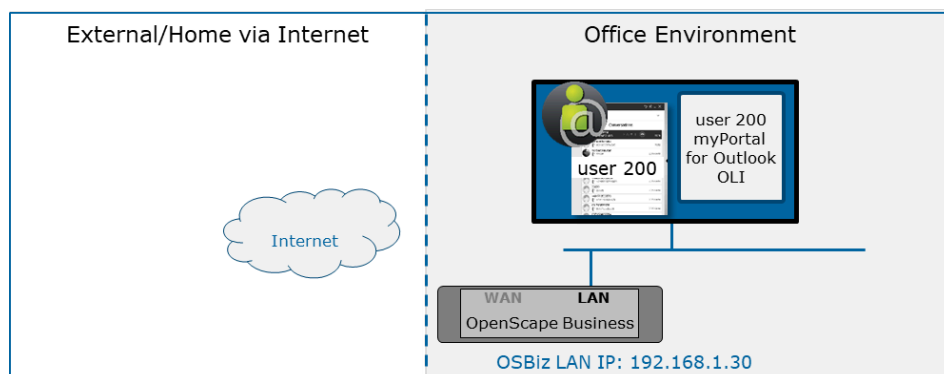 External/Home via Internet
Office Environment
@
user 200
user 200
myPortal
for Outlook
OLI
Internet
WAN
LAN
OpenScape Business
OSBiz LAN IP: 192.168.1.30